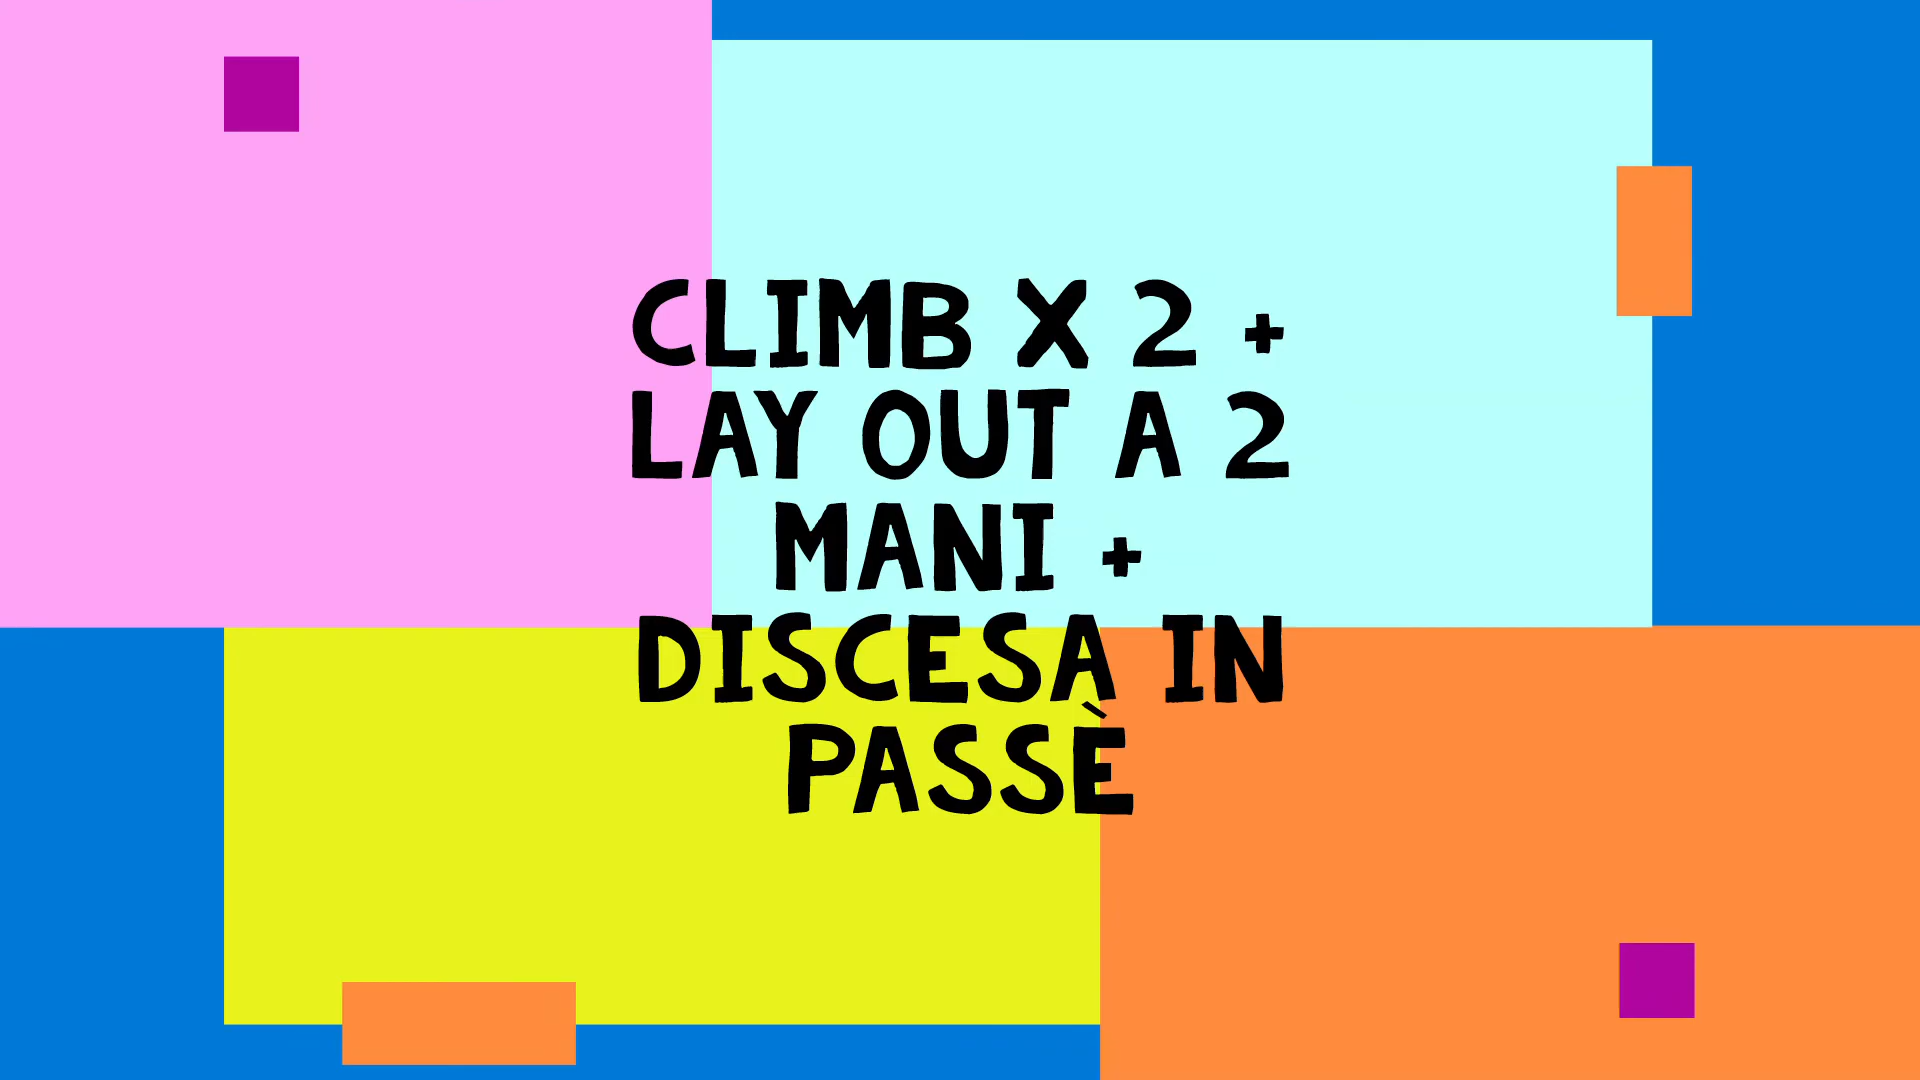 CLIMB X 2 +
LAY OUT A 2
MANI +
DISCESA IN
PASSÈ